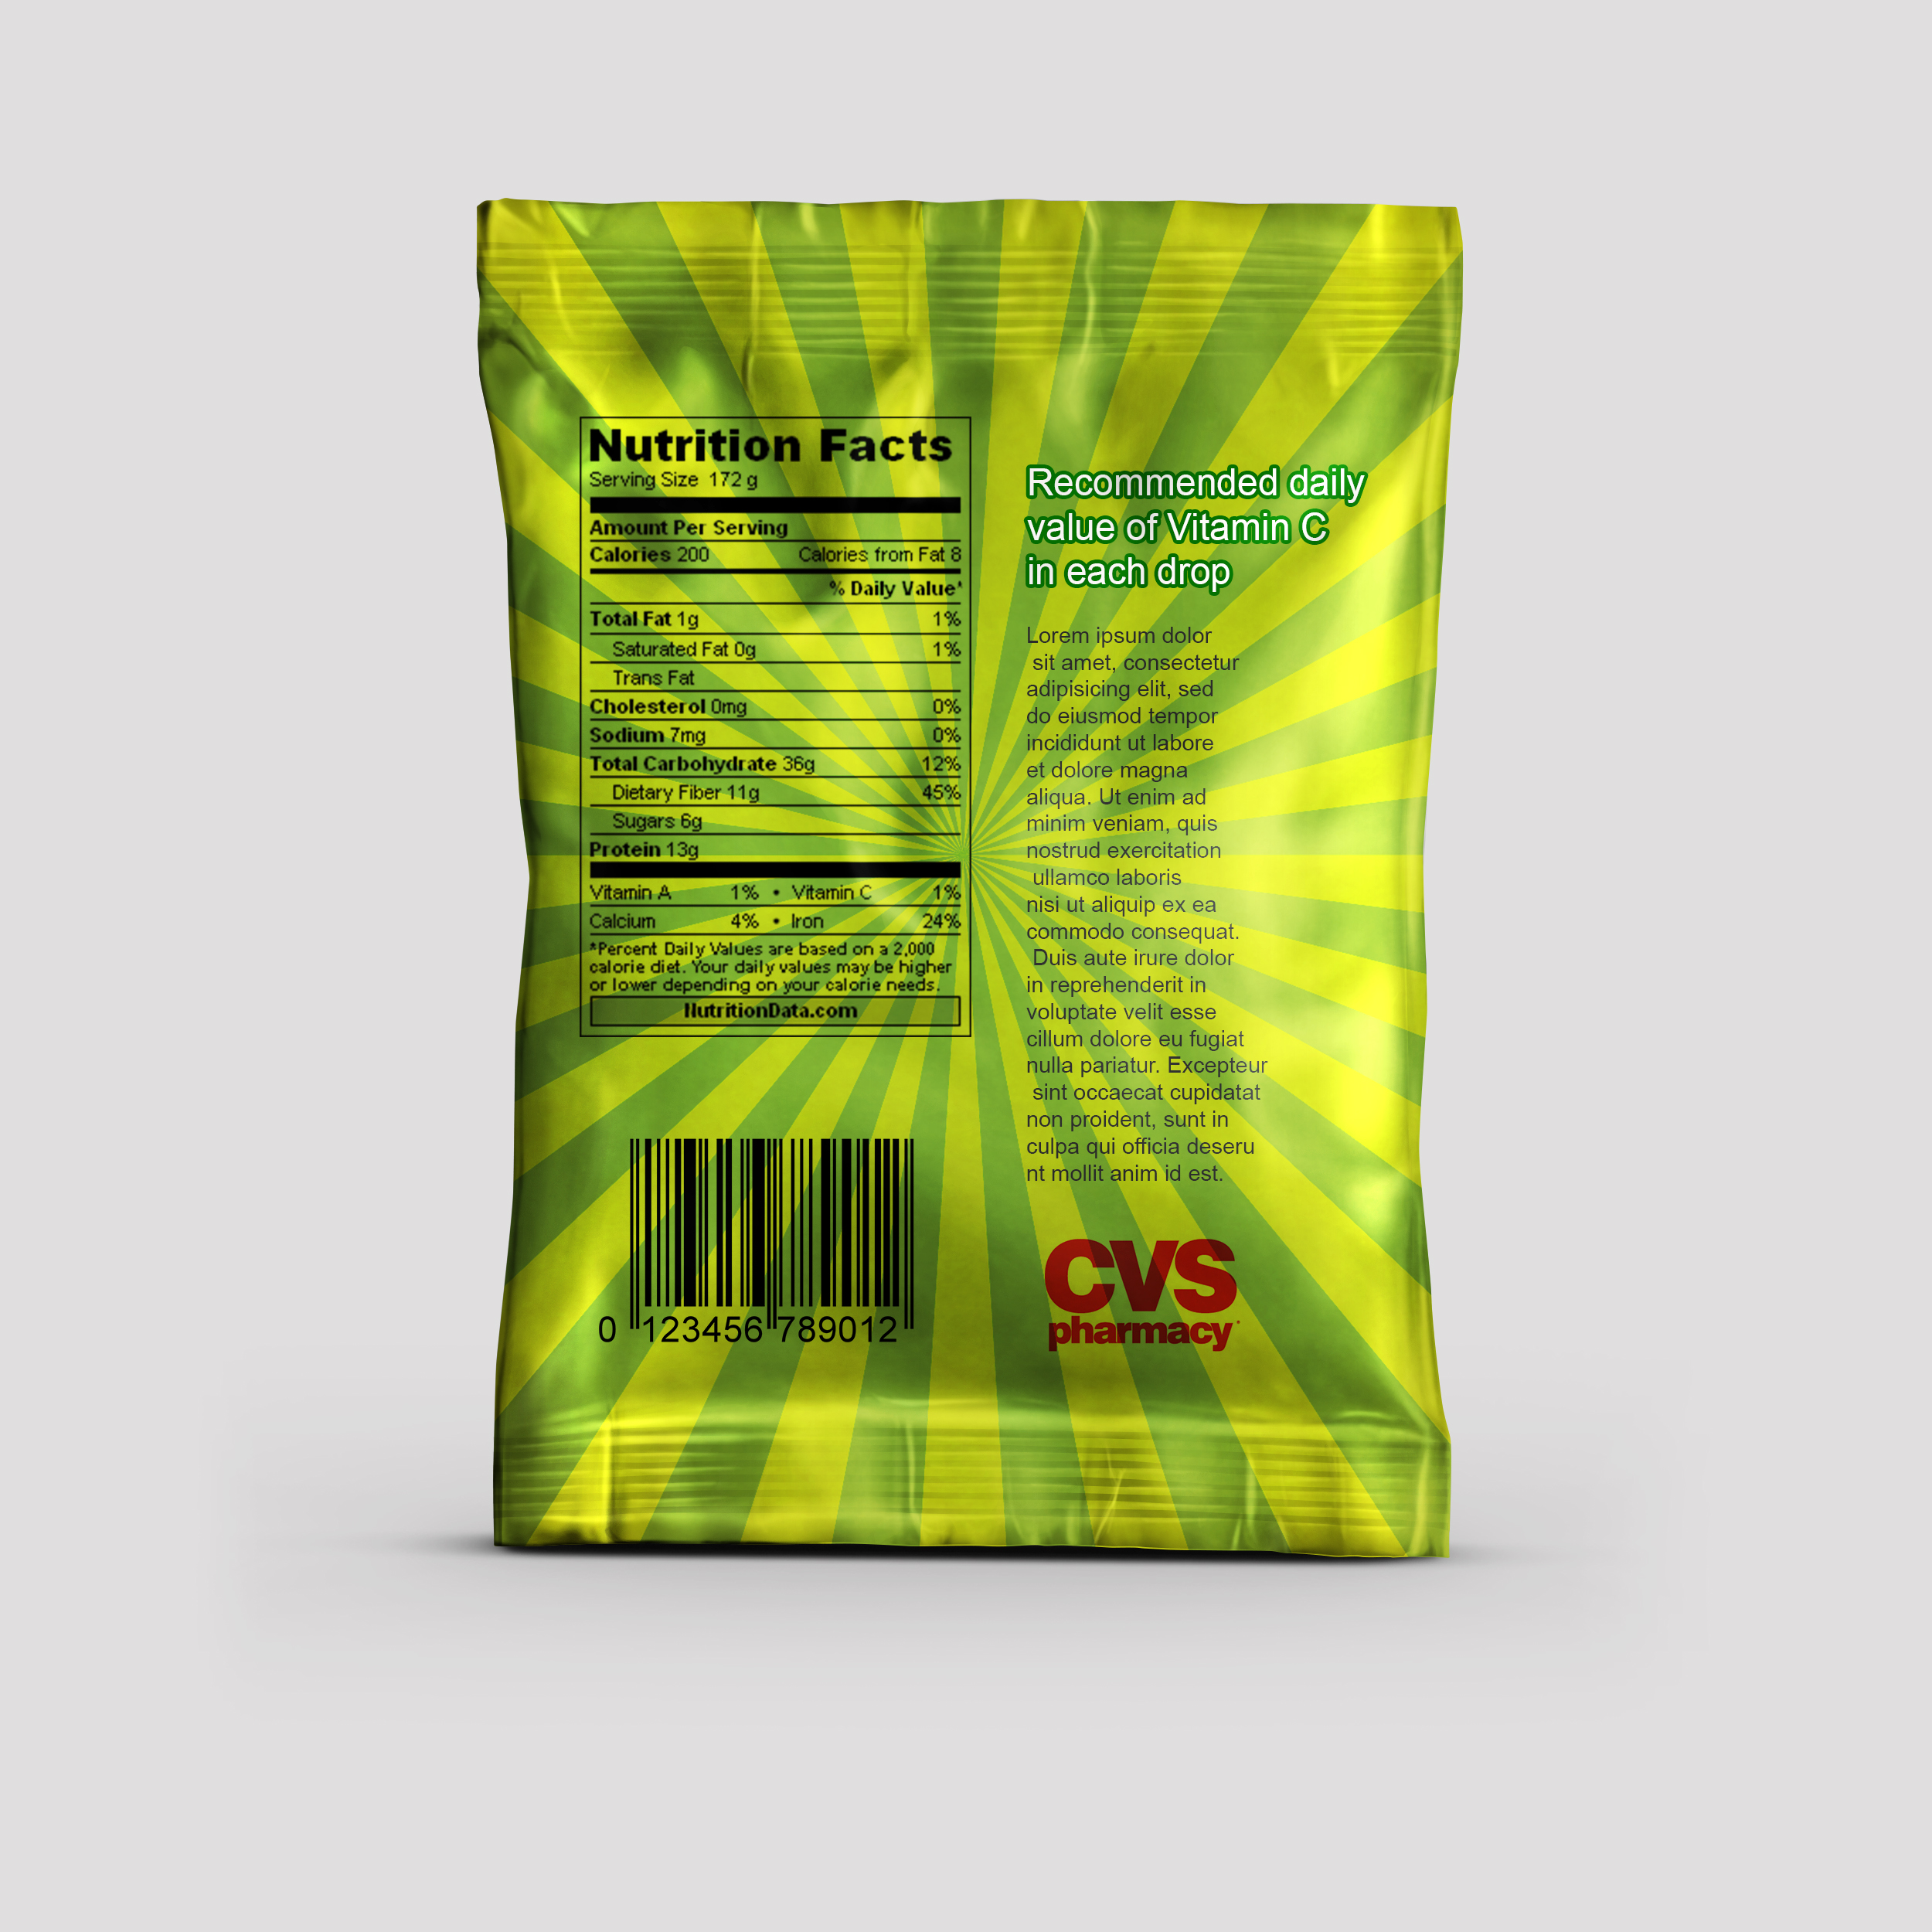 Nutrition Facts
Serving Size 172 g
Amount Per Serving
Calories 200 Calories from Fat 8
% Daily Value*
Total Fat 1g 1%
Saturated Fat 0g 1%
Trans Fat
Cholesterol 0mg 0%
Sodium 7mg 0%
Total Carbohydrate 36g 12%
Dietary Fiber 11g 45%
Sugars 6g
Protein 13g
Vitamin A 1% • Vitamin C 1%
Calcium 4% • Iron 24%
*Percent Daily Values are based on a 2,000
calorie diet. Your daily values may be higher
or lower depending on your calorie needs.
NutritionData.com
0 123456 789012
Recommended daily
value of Vitamin C
in each drop
Lorem ipsum dolor
sit amet, consectetur
adipisicing elit, sed
do eiusmod tempor
incididunt ut labore
et dolore magna
aliqua. Ut enim ad
minim veniam, quis
nostrud exercitation
ullamco laboris
nisi ut aliquip ex ea
commodo consequat.
Duis aute irure dolor
in reprehenderit in
voluptate velit esse
cillum dolore eu fugiat
nulla pariatur. Excepteur
sint occaecat cupidatat
non proident, sunt in
culpa qui officia deseru
nt mollit anim id est.
CVS
pharmacy